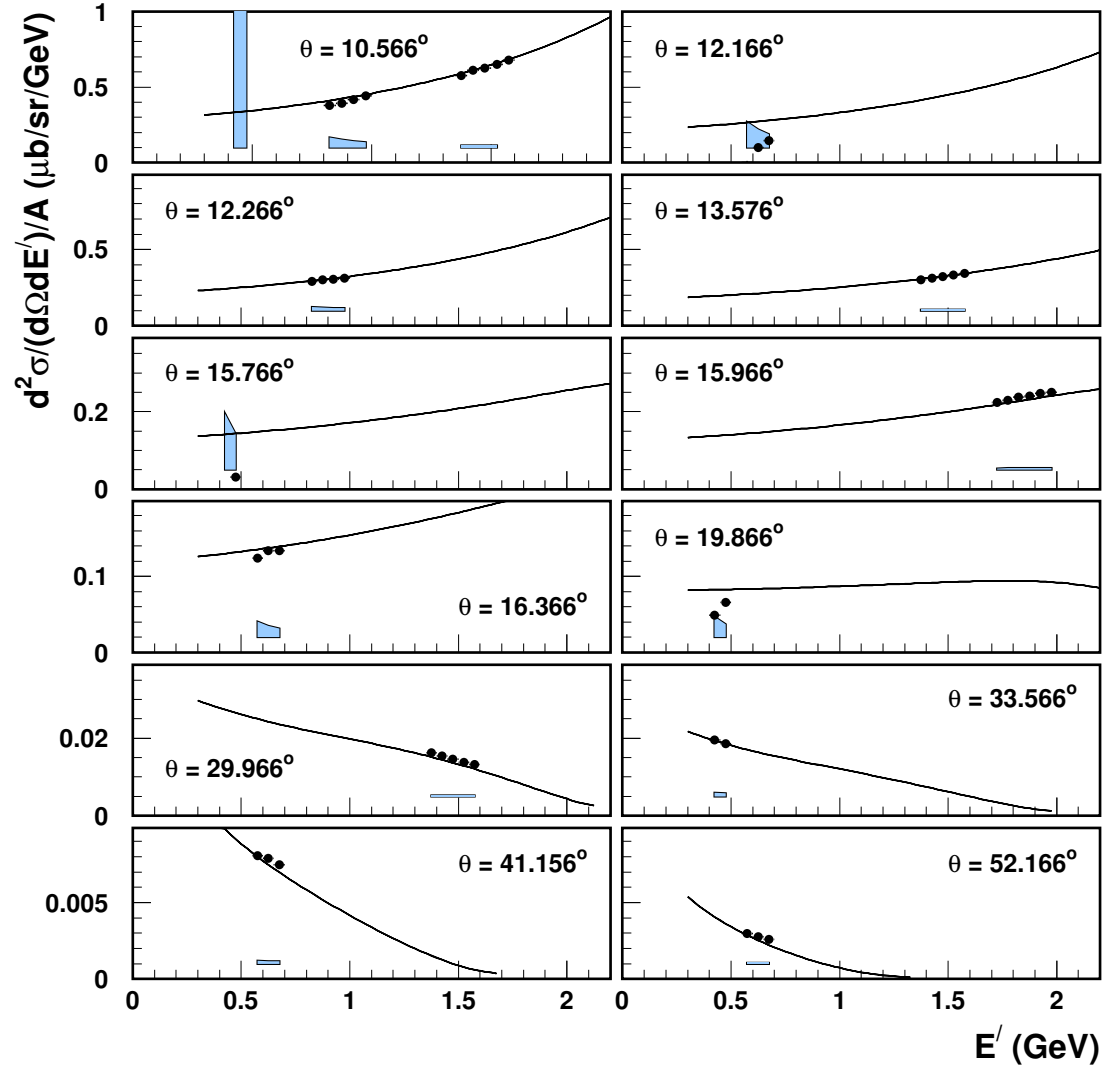 d² σ/(dΩdE′)/A (μb/sr/GeV)
1
0.5
0
θ = 10.566°
θ = 12.166°
0.5
0
θ = 12.266°
θ = 13.576°
0.2
0
θ = 15.766°
θ = 15.966°
0.1
0
θ = 16.366°
θ = 19.866°
0.02
0
θ = 29.966°
θ = 33.566°
0.005
0
θ = 41.156°
θ = 52.166°
0 0.5 1 1.5 2
0 0.5 1 1.5 2
E′ (GeV)